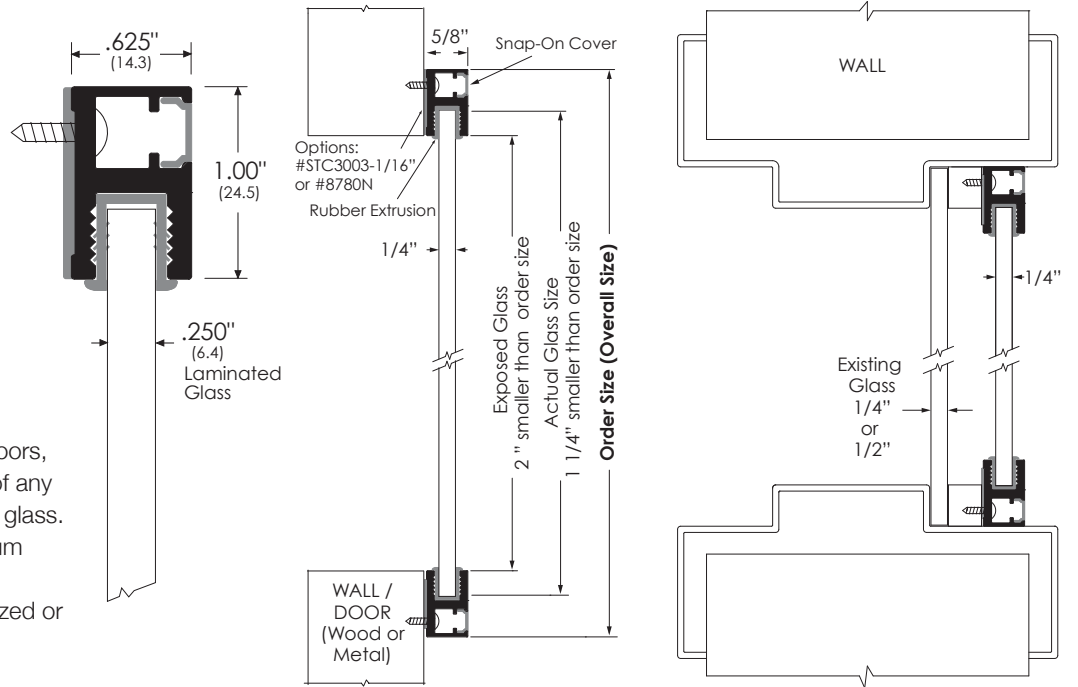 .625"
(14.3)
1.00"
(24.5)
.250"
(6.4)
Laminated
Glass
oors,
of any
glass.
um
zed or
5/8”
Snap-On Cover
Options:
#STC3003-1/16”
or #8780N
Rubber Extrusion
1/4”
Exposed Glass
2 ” smaller than order size
Actual Glass Size
1 1/4” smaller than order size
Order Size (Overall Size)
WALL /
DOOR
(Wood or
Metal)
WALL
1/4”
Existing
Glass
1/4”
or
1/2”